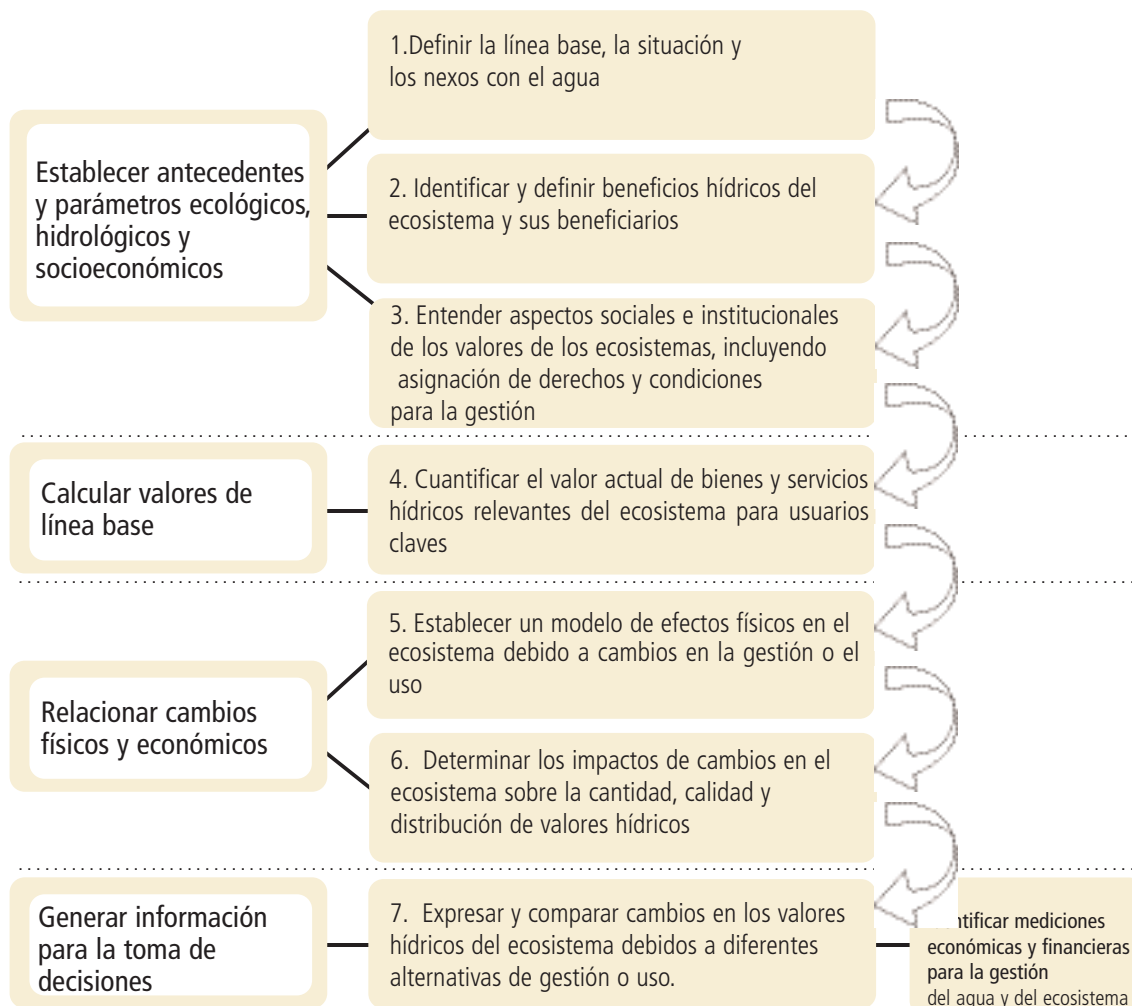 1.Definir la línea base, la situación y
los nexos con el agua
Establecer antecedentes
y parámetros ecológicos,
hidrológicos y
socioeconómicos
2. Identificar y definir beneficios hídricos del
ecosistema y sus beneficiarios
3. Entender aspectos sociales e institucionales
de los valores de los ecosistemas, incluyendo
asignación de derechos y condiciones
para la gestión
Calcular valores de
línea base
4. Cuantificar el valor actual de bienes y servicios
hídricos relevantes del ecosistema para usuarios
claves
Relacionar cambios
físicos y económicos
5. Establecer un modelo de efectos físicos en el
ecosistema debido a cambios en la gestión o el
uso
6. Determinar los impactos de cambios en el
ecosistema sobre la cantidad, calidad y
distribución de valores hídricos
Generar información
para la toma de
decisiones
7. Expresar y comparar cambios en los valores
hídricos del ecosistema debidos a diferentes
alternativas de gestión o uso.
mediciones
económicas y financieras
para la gestión
del agua y del ecosistema